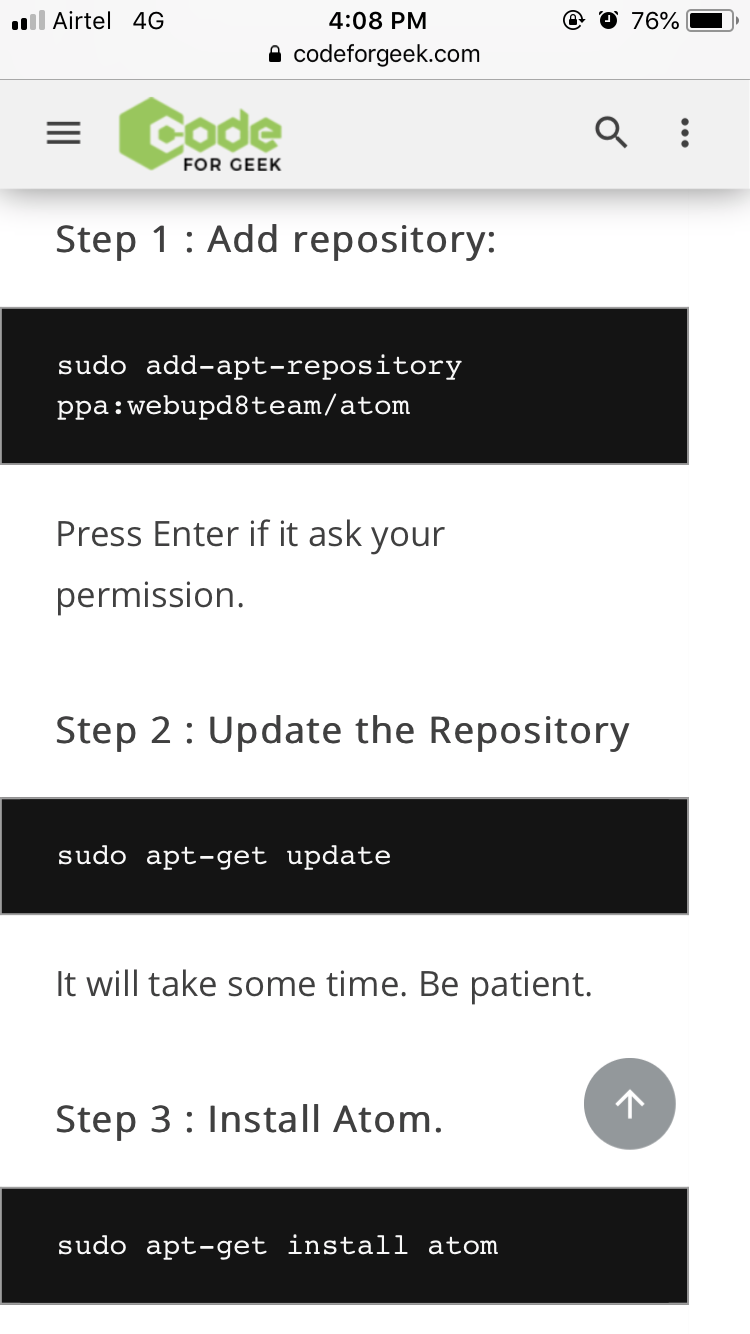 Airtel 4G 4:08 PM 76%
codeforgeek.com
Code
FOR GEEK
Step 1 : Add repository:
sudo add-apt-repository
ppa:webupd8team/atom
Press Enter if it ask your
permission.
Step 2 : Update the Repository
sudo apt-get update
It will take some time. Be patient.
Step 3 : Install Atom.
sudo apt-get install atom